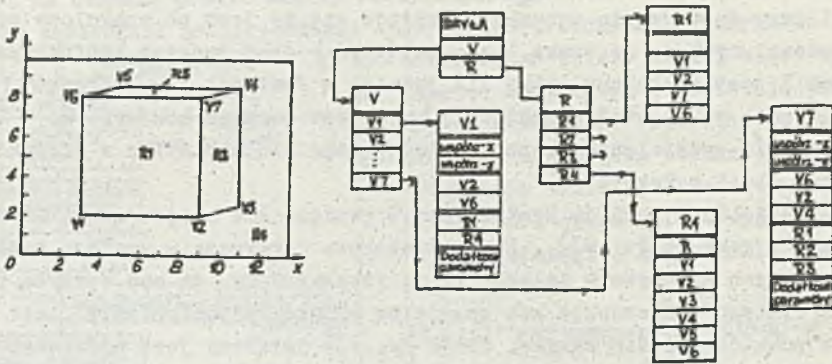 y
8
6
4
2
0
2
4
6
8
10
12
x
V5
R3
V4
V6
V7
R1
R2
V1
V2
V3
R4
BRYŁA
V
R
V
V1
V2
⋮
V7
V1
współrz-x
współrz-x
V2
V6
R1
R4
Dodatkowe
parametry
R
R1
R2
R3
R4
R1
V1
V2
V7
V6
R4
B
V1
V2
V3
V4
V5
V6
V7
współrz-x
współrz-x
V6
V2
V4
R1
R2
R3
Dodatkowe
parametry